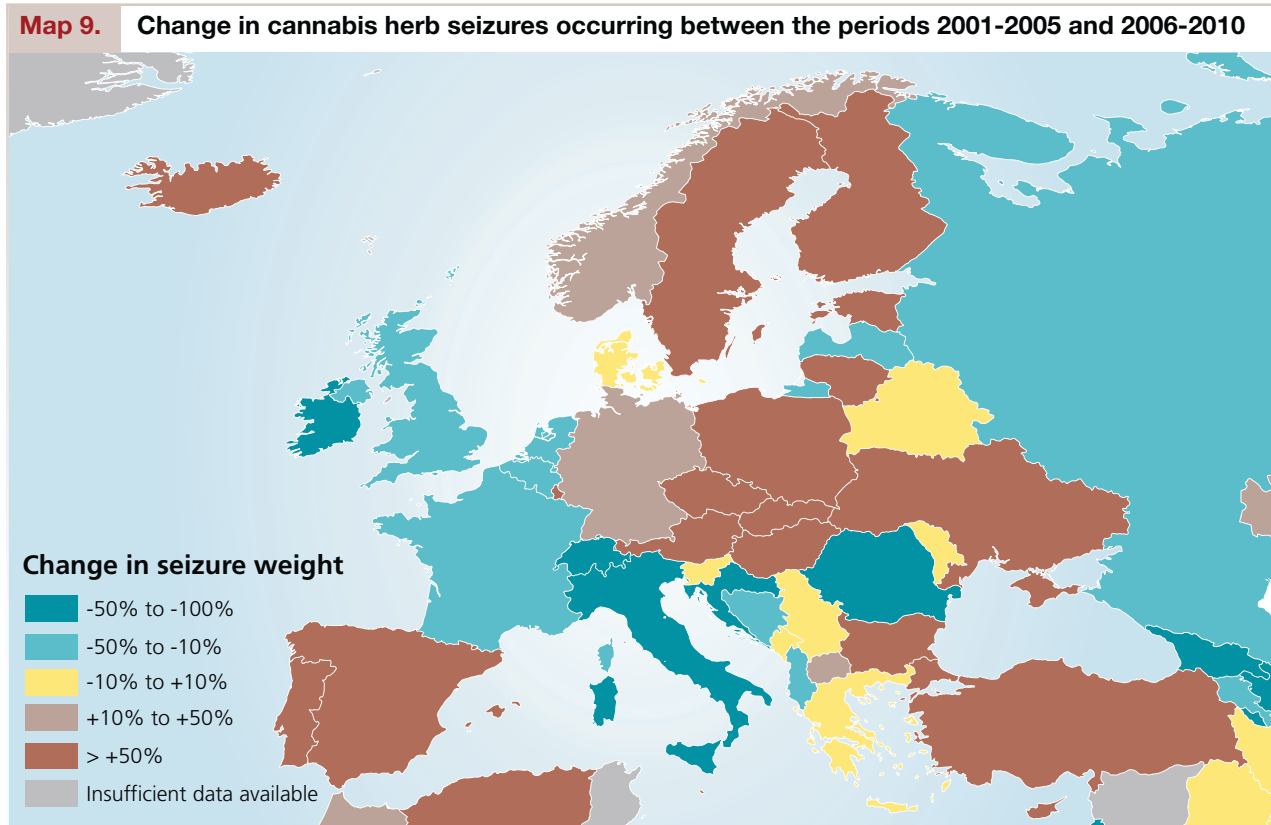 Map 9. Change in cannabis herb seizures occurring between the periods 2001-2005 and 2006-2010
Change in seizure weight
-50% to -100%
-50% to -10%
-10% to +10%
+10% to +50%
> +50%
Insufficient data available